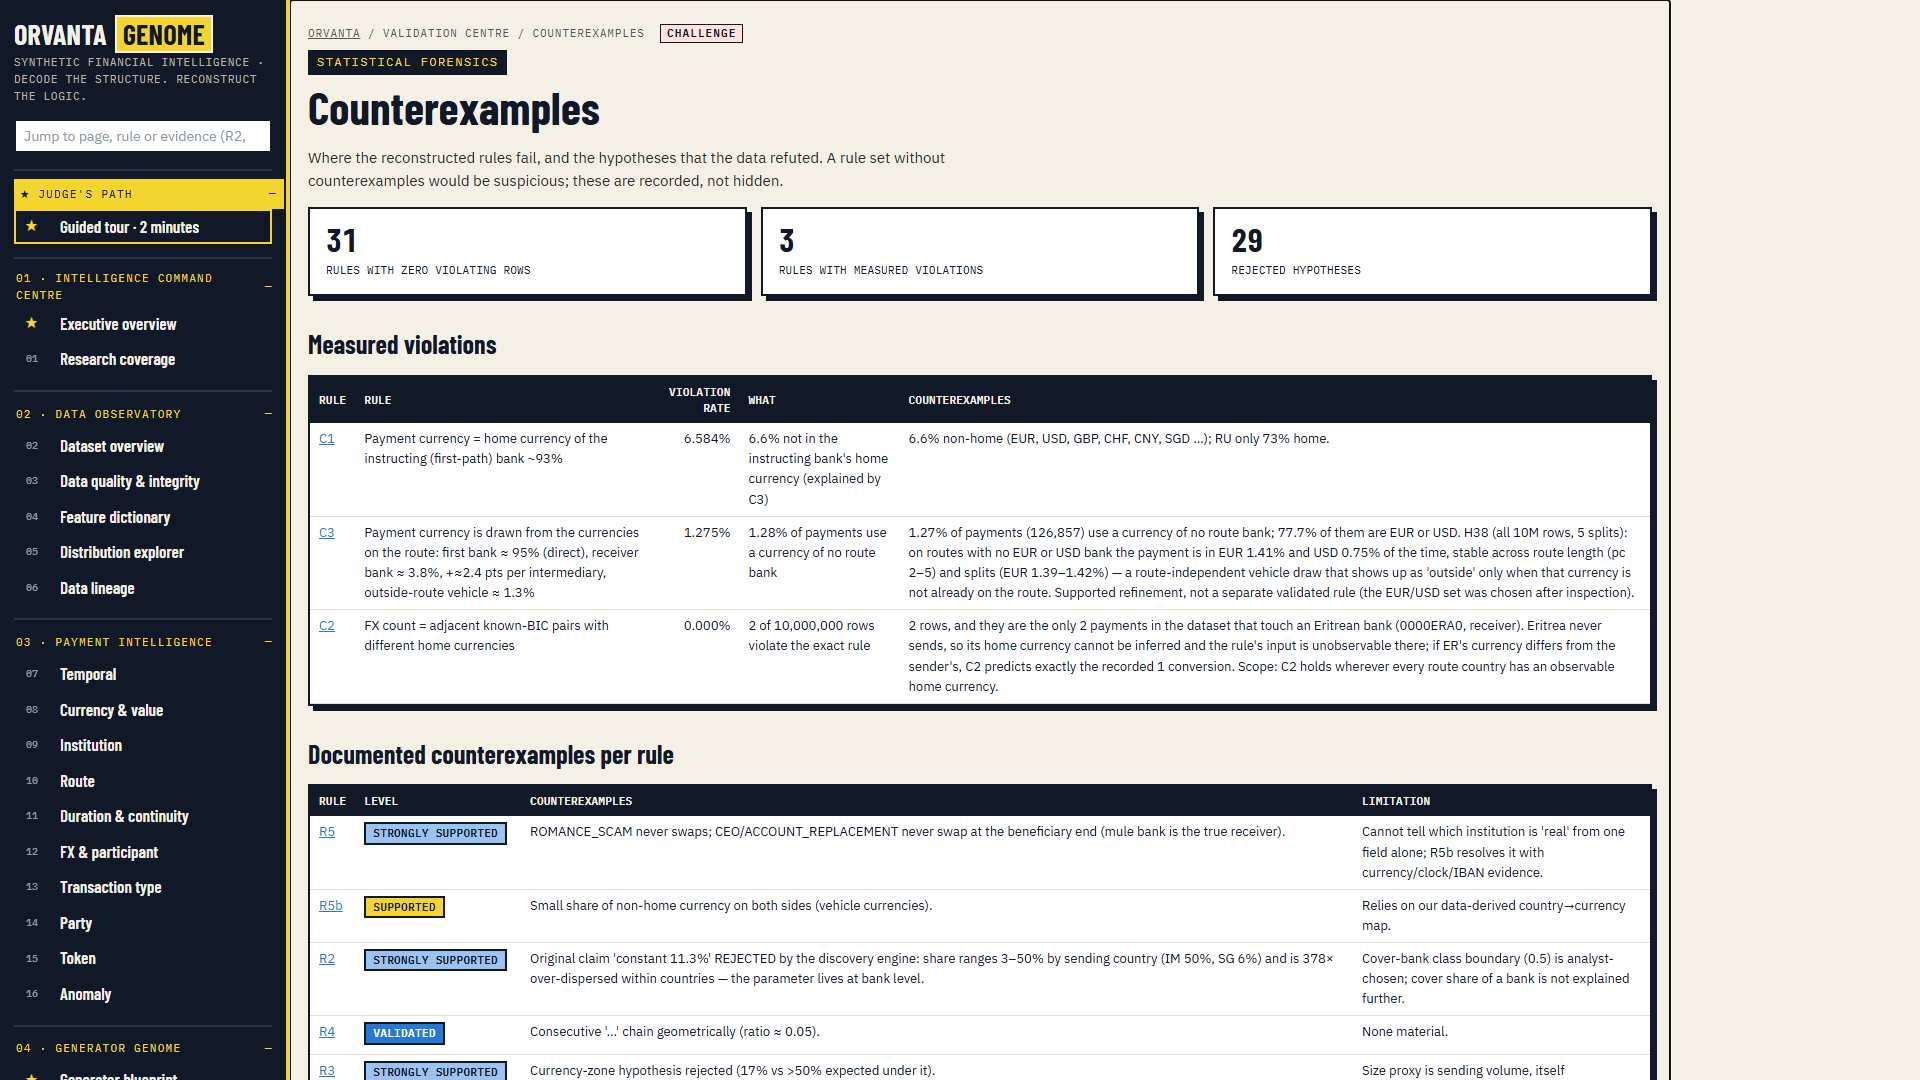 ORVANTA GENOME
SYNTHETIC FINANCIAL INTELLIGENCE ·
DECODE THE STRUCTURE. RECONSTRUCT
THE LOGIC.
Jump to page, rule or evidence (R2,
★ JUDGE'S PATH −
★ Guided tour · 2 minutes
01 · INTELLIGENCE COMMAND
CENTRE −
★ Executive overview
01 Research coverage
02 · DATA OBSERVATORY −
02 Dataset overview
03 Data quality & integrity
04 Feature dictionary
05 Distribution explorer
06 Data lineage
03 · PAYMENT INTELLIGENCE −
07 Temporal
08 Currency & value
09 Institution
10 Route
11 Duration & continuity
12 FX & participant
13 Transaction type
14 Party
15 Token
16 Anomaly
04 · GENERATOR GENOME −
★ Generator blueprint
ORVANTA / VALIDATION CENTRE / COUNTEREXAMPLES CHALLENGE
STATISTICAL FORENSICS
Counterexamples
Where the reconstructed rules fail, and the hypotheses that the data refuted. A rule set without
counterexamples would be suspicious; these are recorded, not hidden.
31
RULES WITH ZERO VIOLATING ROWS
3
RULES WITH MEASURED VIOLATIONS
29
REJECTED HYPOTHESES
Measured violations
RULE RULE VIOLATION RATE WHAT COUNTEREXAMPLES
C1 Payment currency = home currency of the
instructing (first-path) bank ~93%
6.584%
6.6% not in the
instructing bank's home
currency (explained by
C3)
6.6% non-home (EUR, USD, GBP, CHF, CNY, SGD …); RU only 73% home.
C3 Payment currency is drawn from the currencies
on the route: first bank ≈ 95% (direct), receiver
bank ≈ 3.8%, +≈2.4 pts per intermediary,
outside-route vehicle ≈ 1.3%
1.275%
1.28% of payments use
a currency of no route
bank
1.27% of payments (126,857) use a currency of no route bank; 77.7% of them are EUR or USD. H38 (all 10M rows, 5 splits):
on routes with no EUR or USD bank the payment is in EUR 1.41% and USD 0.75% of the time, stable across route length (pc
2–5) and splits (EUR 1.39–1.42%) — a route-independent vehicle draw that shows up as 'outside' only when that currency is
not already on the route. Supported refinement, not a separate validated rule (the EUR/USD set was chosen after inspection).
C2 FX count = adjacent known-BIC pairs with
different home currencies
0.000%
2 of 10,000,000 rows
violate the exact rule
2 rows, and they are the only 2 payments in the dataset that touch an Eritrean bank (0000ERA0, receiver). Eritrea never
sends, so its home currency cannot be inferred and the rule's input is unobservable there; if ER's currency differs from the
sender's, C2 predicts exactly the recorded 1 conversion. Scope: C2 holds wherever every route country has an observable
home currency.
Documented counterexamples per rule
RULE LEVEL COUNTEREXAMPLES LIMITATION
R5 STRONGLY SUPPORTED ROMANCE_SCAM never swaps; CEO/ACCOUNT_REPLACEMENT never swap at the beneficiary end (mule bank is the true receiver).
Cannot tell which institution is 'real' from one
field alone; R5b resolves it with
currency/clock/IBAN evidence.
R5b SUPPORTED Small share of non-home currency on both sides (vehicle currencies).
Relies on our data-derived country→currency
map.
R2 STRONGLY SUPPORTED Original claim 'constant 11.3%' REJECTED by the discovery engine: share ranges 3–50% by sending country (IM 50%, SG 6%) and is 378×
over-dispersed within countries — the parameter lives at bank level.
Cover-bank class boundary (0.5) is analyst-
chosen; cover share of a bank is not explained
further.
R4 VALIDATED Consecutive '…' chain geometrically (ratio ≈ 0.05). None material.
R3 STRONGLY SUPPORTED Currency-zone hypothesis rejected (17% vs >50% expected under it). Size proxy is sending volume, itself